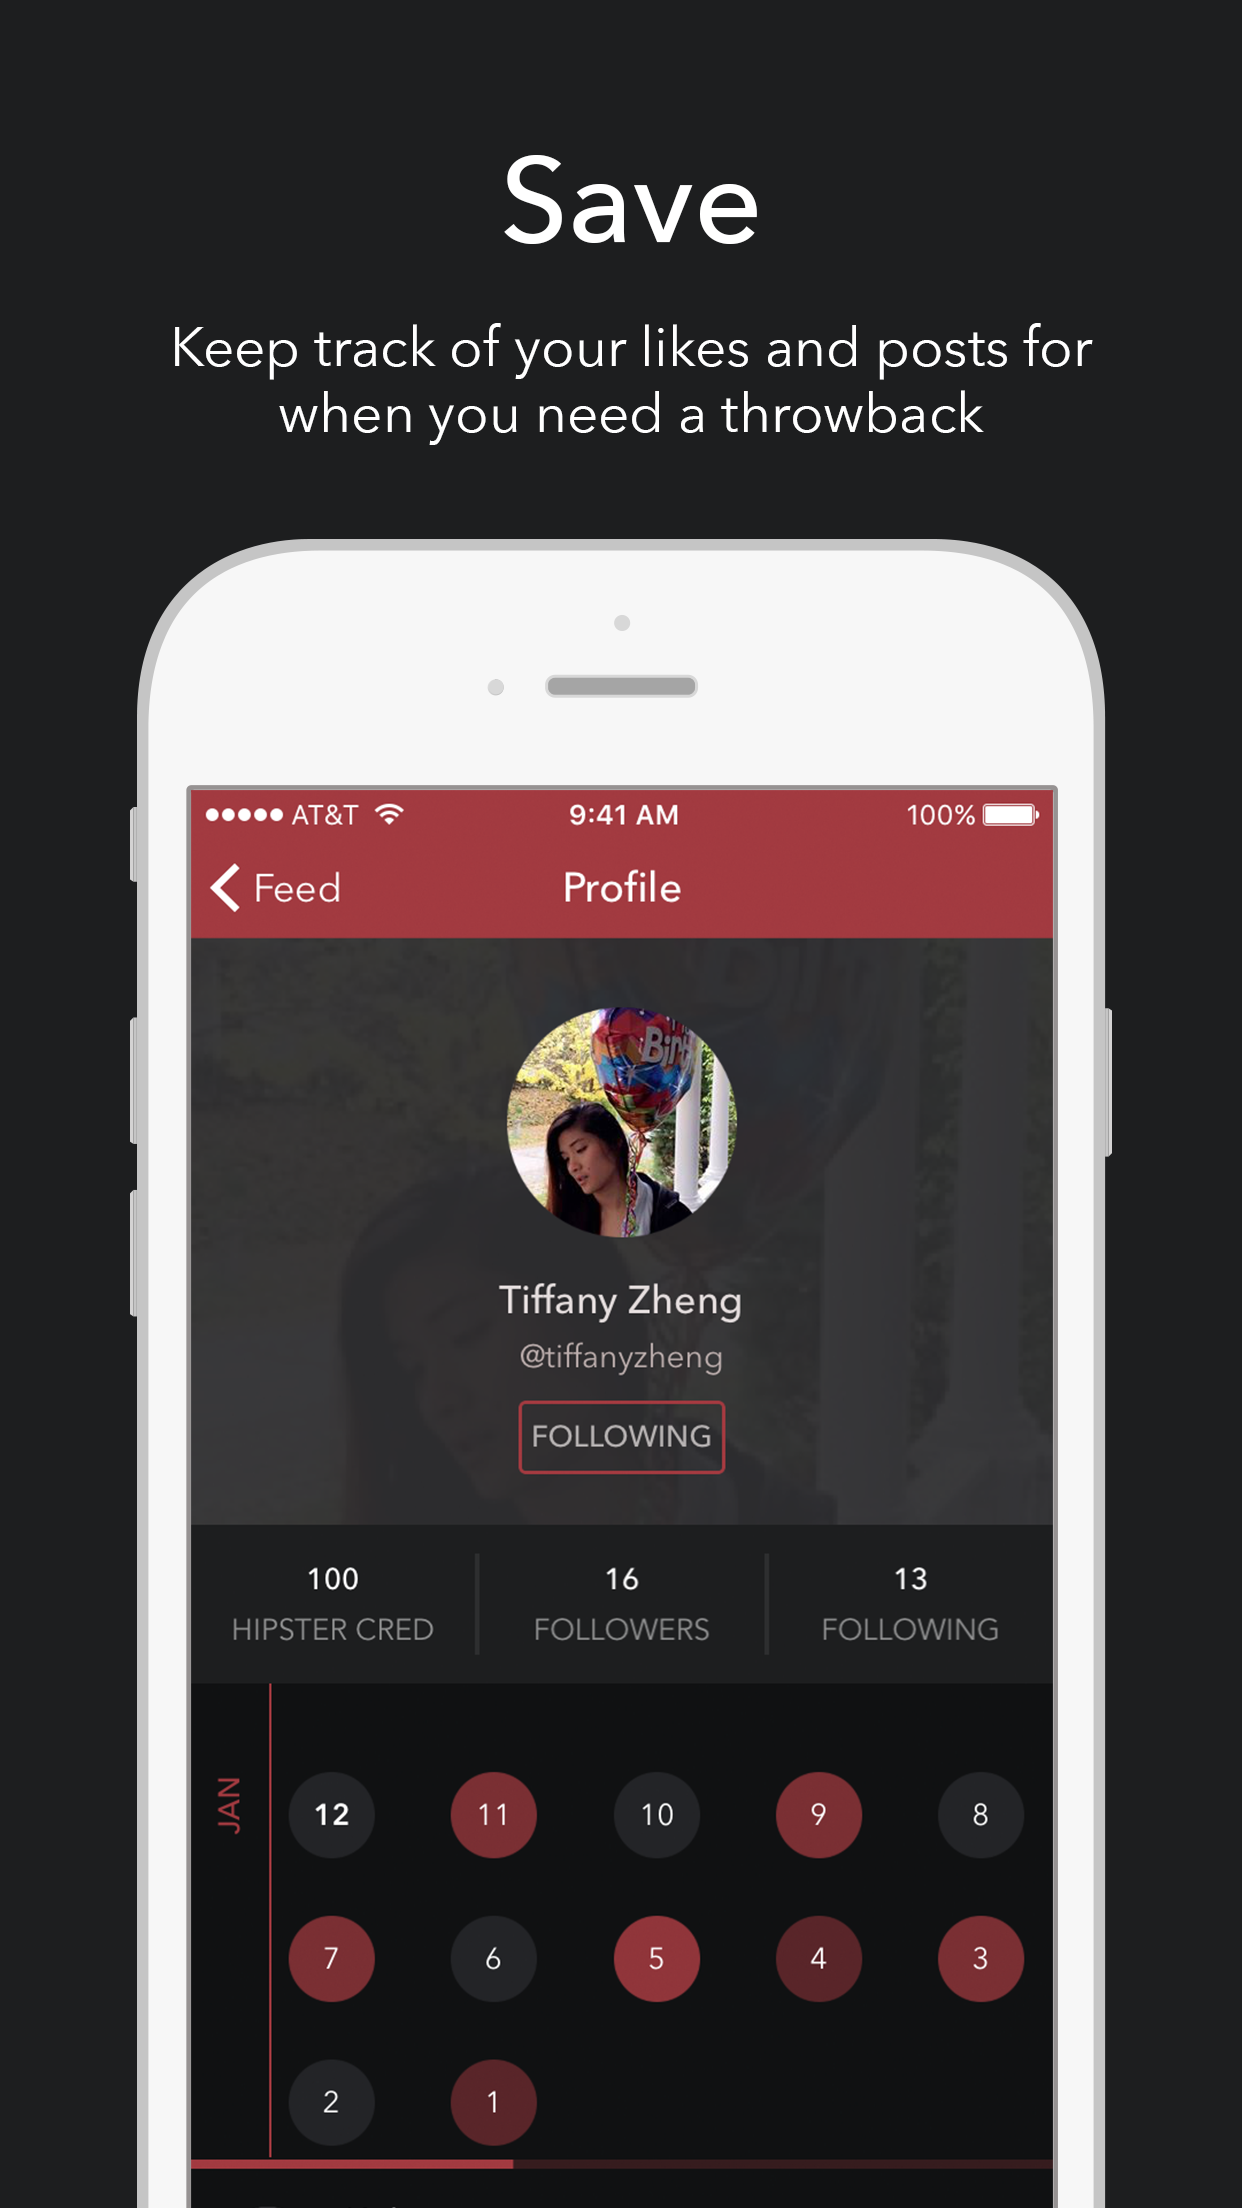 Save
Keep track of your likes and posts for
when you need a throwback
AT&T 9:41 AM 100%
Feed Profile
Birt
Tiffany Zheng
@tiffanyzheng
FOLLOWING
100 16 13
HIPSTER CRED FOLLOWERS FOLLOWING
JAN
12 11 10 9 8
7 6 5 4 3
2 1